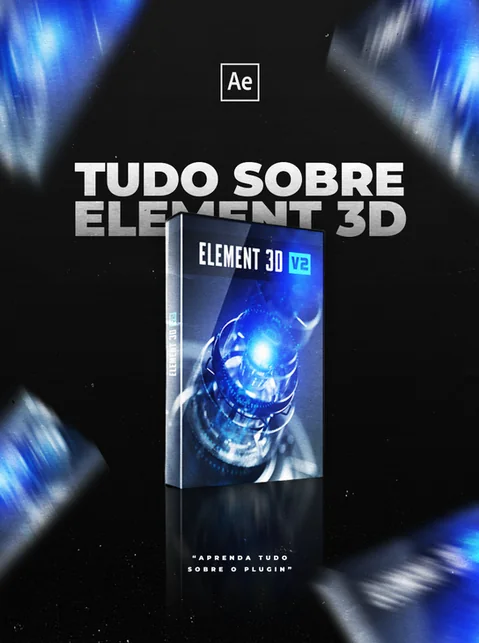 Ae
TUDO SOBRE
ELEMENT 3D
ELEMENT 3D V2
ELEMENT 3D V2
"APRENDA TUDO
SOBRE O PLUGIN"